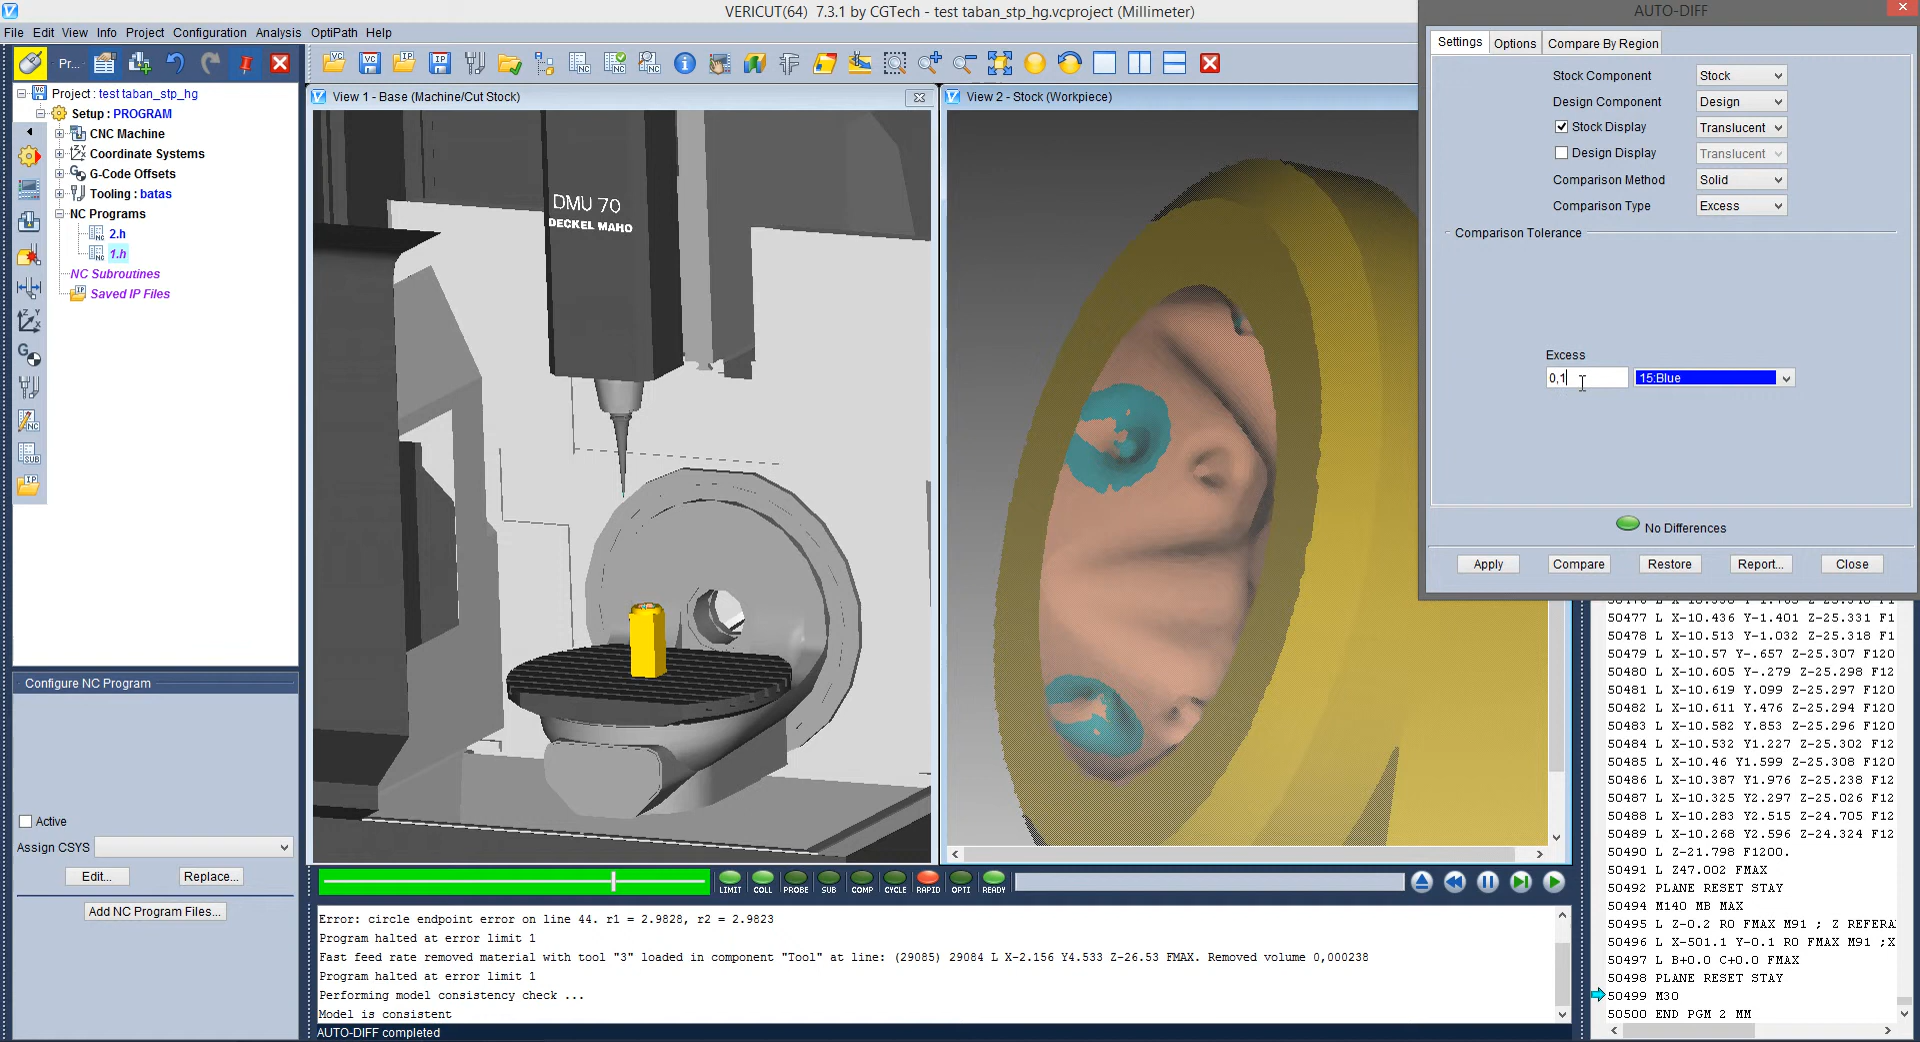 VERICUT(64) 7.3.1 by CGTech - test taban_stp_hg.vcproject (Millimeter)
File Edit View Info Project Configuration Analysis OptiPath Help
Pr...
Project : test taban_stp_hg
Setup : PROGRAM
CNC Machine
Coordinate Systems
G-Code Offsets
Tooling : batas
NC Programs
2.h
1.h
NC Subroutines
Saved IP Files
Configure NC Program
Active
Assign CSYS
Edit...
Replace...
Add NC Program Files...
View 1 - Base (Machine/Cut Stock)
DMU 70
DECKEL MAHO
View 2 - Stock (Workpiece)
AUTO-DIFF
Settings
Options
Compare By Region
Stock Component Stock
Design Component Design
Stock Display Translucent
Design Display Translucent
Comparison Method Solid
Comparison Type Excess
Comparison Tolerance
Excess
0,1
15:Blue
No Differences
Apply
Compare
Restore
Report...
Close
50477 L X-10.436 Y-1.401 Z-25.331 F1
50478 L X-10.513 Y-1.032 Z-25.318 F1
50479 L X-10.57 Y-.657 Z-25.307 F120
50480 L X-10.605 Y-.279 Z-25.298 F12
50481 L X-10.619 Y.099 Z-25.297 F120
50482 L X-10.611 Y.476 Z-25.294 F120
50483 L X-10.582 Y.853 Z-25.296 F120
50484 L X-10.532 Y1.227 Z-25.302 F12
50485 L X-10.46 Y1.599 Z-25.308 F120
50486 L X-10.387 Y1.976 Z-25.238 F12
50487 L X-10.325 Y2.297 Z-25.026 F12
50488 L X-10.283 Y2.515 Z-24.705 F12
50489 L X-10.268 Y2.596 Z-24.324 F12
50490 L Z-21.798 F1200.
50491 L Z47.002 FMAX
50492 PLANE RESET STAY
50494 M140 MB MAX
50495 L Z-0.2 R0 FMAX M91 ; Z REFERA
50496 L X-501.1 Y-0.1 R0 FMAX M91 ;X
50497 L B+0.0 C+0.0 FMAX
50498 PLANE RESET STAY
50499 M30
50500 END PGM 2 MM
LIMIT COLL PROBE SUB COMP CYCLE RAPID OPTI READY
Error: circle endpoint error on line 44. r1 = 2.9828, r2 = 2.9823
Program halted at error limit 1
Fast feed rate removed material with tool "3" loaded in component "Tool" at line: (29085) 29084 L X-2.156 Y4.533 Z-26.53 FMAX. Removed volume 0,000238
Program halted at error limit 1
Performing model consistency check ...
Model is consistent
AUTO-DIFF completed